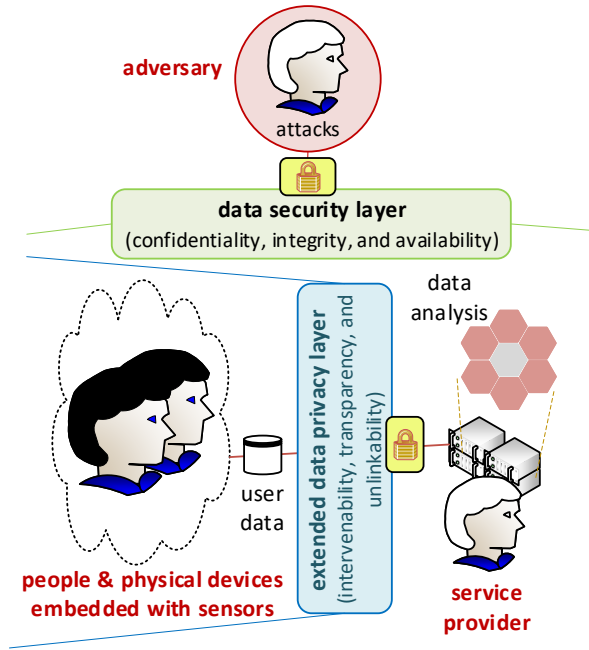 adversary
attacks
data security layer
(confidentiality, integrity, and availability)
data
analysis
extended data privacy layer
(intervenability, transparency, and
unlinkability)
user
data
people & physical devices
embedded with sensors
service
provider